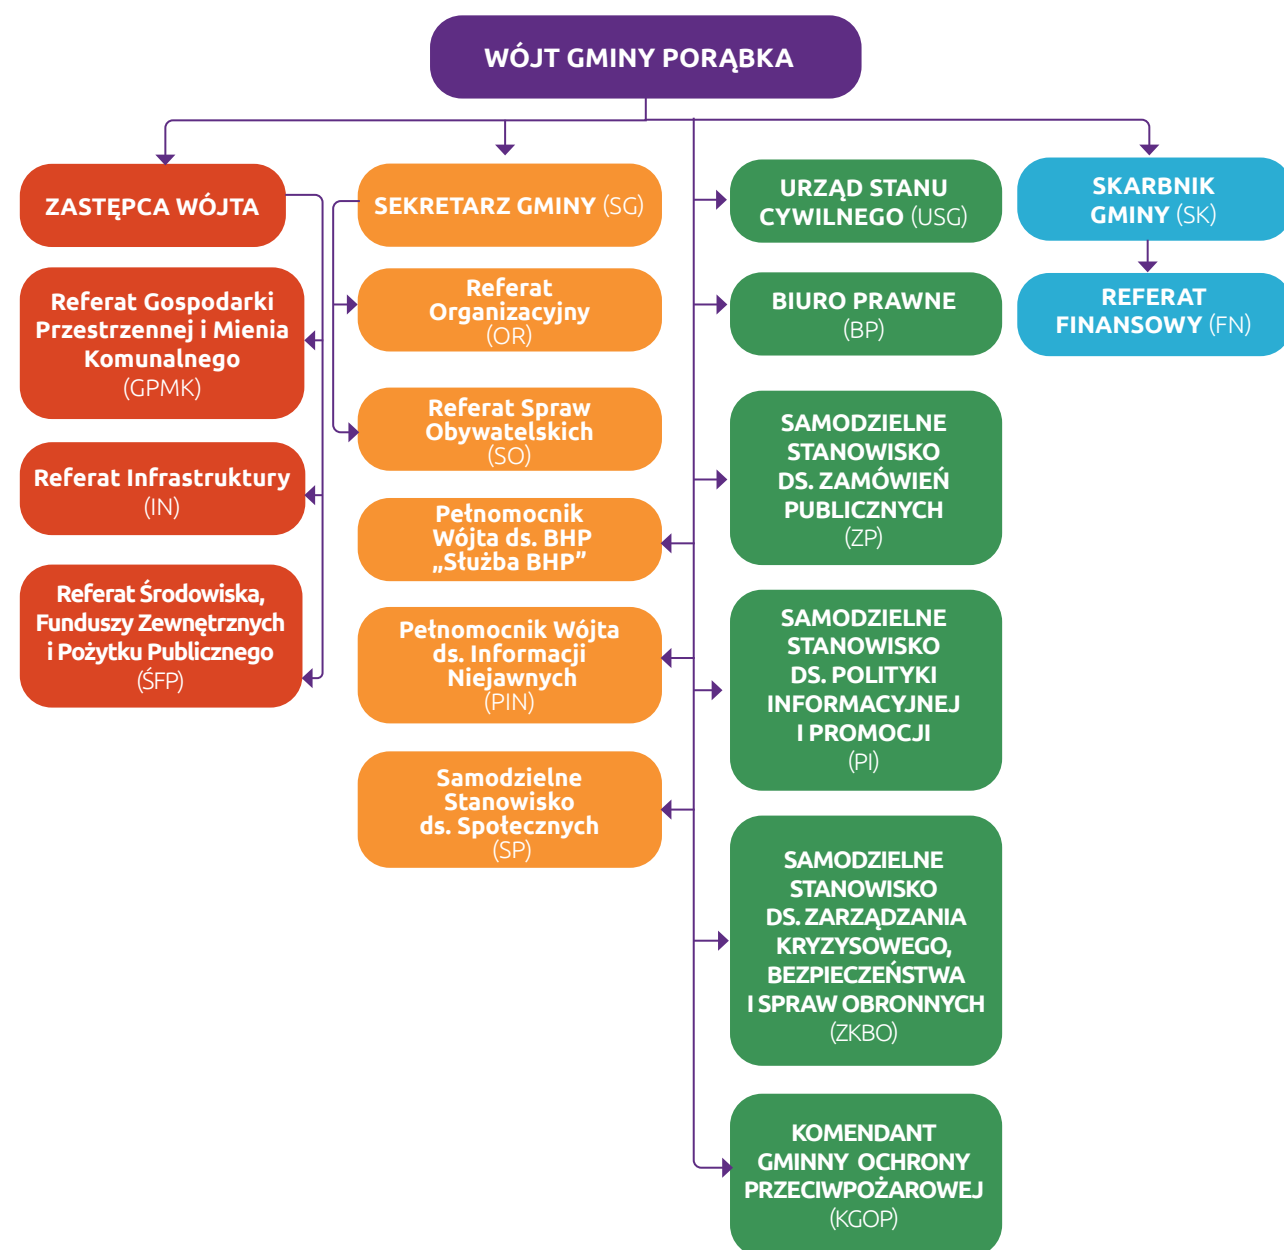 WÓJT GMINY PORĄBKA
ZASTĘPCA WÓJTA
Referat Gospodarki
Przestrzennej i Mienia
Komunalnego
(GPMK)
Referat Infrastruktury
(IN)
Referat Środowiska,
Funduszy Zewnętrznych
i Pożytku Publicznego
(ŚFP)
SEKRETARZ GMINY (SG)
Referat
Organizacyjny
(OR)
Referat Spraw
Obywatelskich
(SO)
Pełnomocnik
Wójta ds. BHP
„Służba BHP”
Pełnomocnik Wójta
ds. Informacji
Niejawnych
(PIN)
Samodzielne
Stanowisko
ds. Społecznych
(SP)
URZĄD STANU
CYWILNEGO (USG)
BIURO PRAWNE
(BP)
SAMODZIELNE
STANOWISKO
DS. ZAMÓWIEŃ
PUBLICZNYCH
(ZP)
SAMODZIELNE
STANOWISKO
DS. POLITYKI
INFORMACYJNEJ
I PROMOCJI
(PI)
SAMODZIELNE
STANOWISKO
DS. ZARZĄDZANIA
KRYZYSOWEGO,
BEZPIECZEŃSTWA
I SPRAW OBRONNYCH
(ZKBO)
KOMENDANT
GMINNY OCHRONY
PRZECIWPOŻAROWEJ
(KGOP)
SKARBNIK
GMINY (SK)
REFERAT
FINANSOWY (FN)